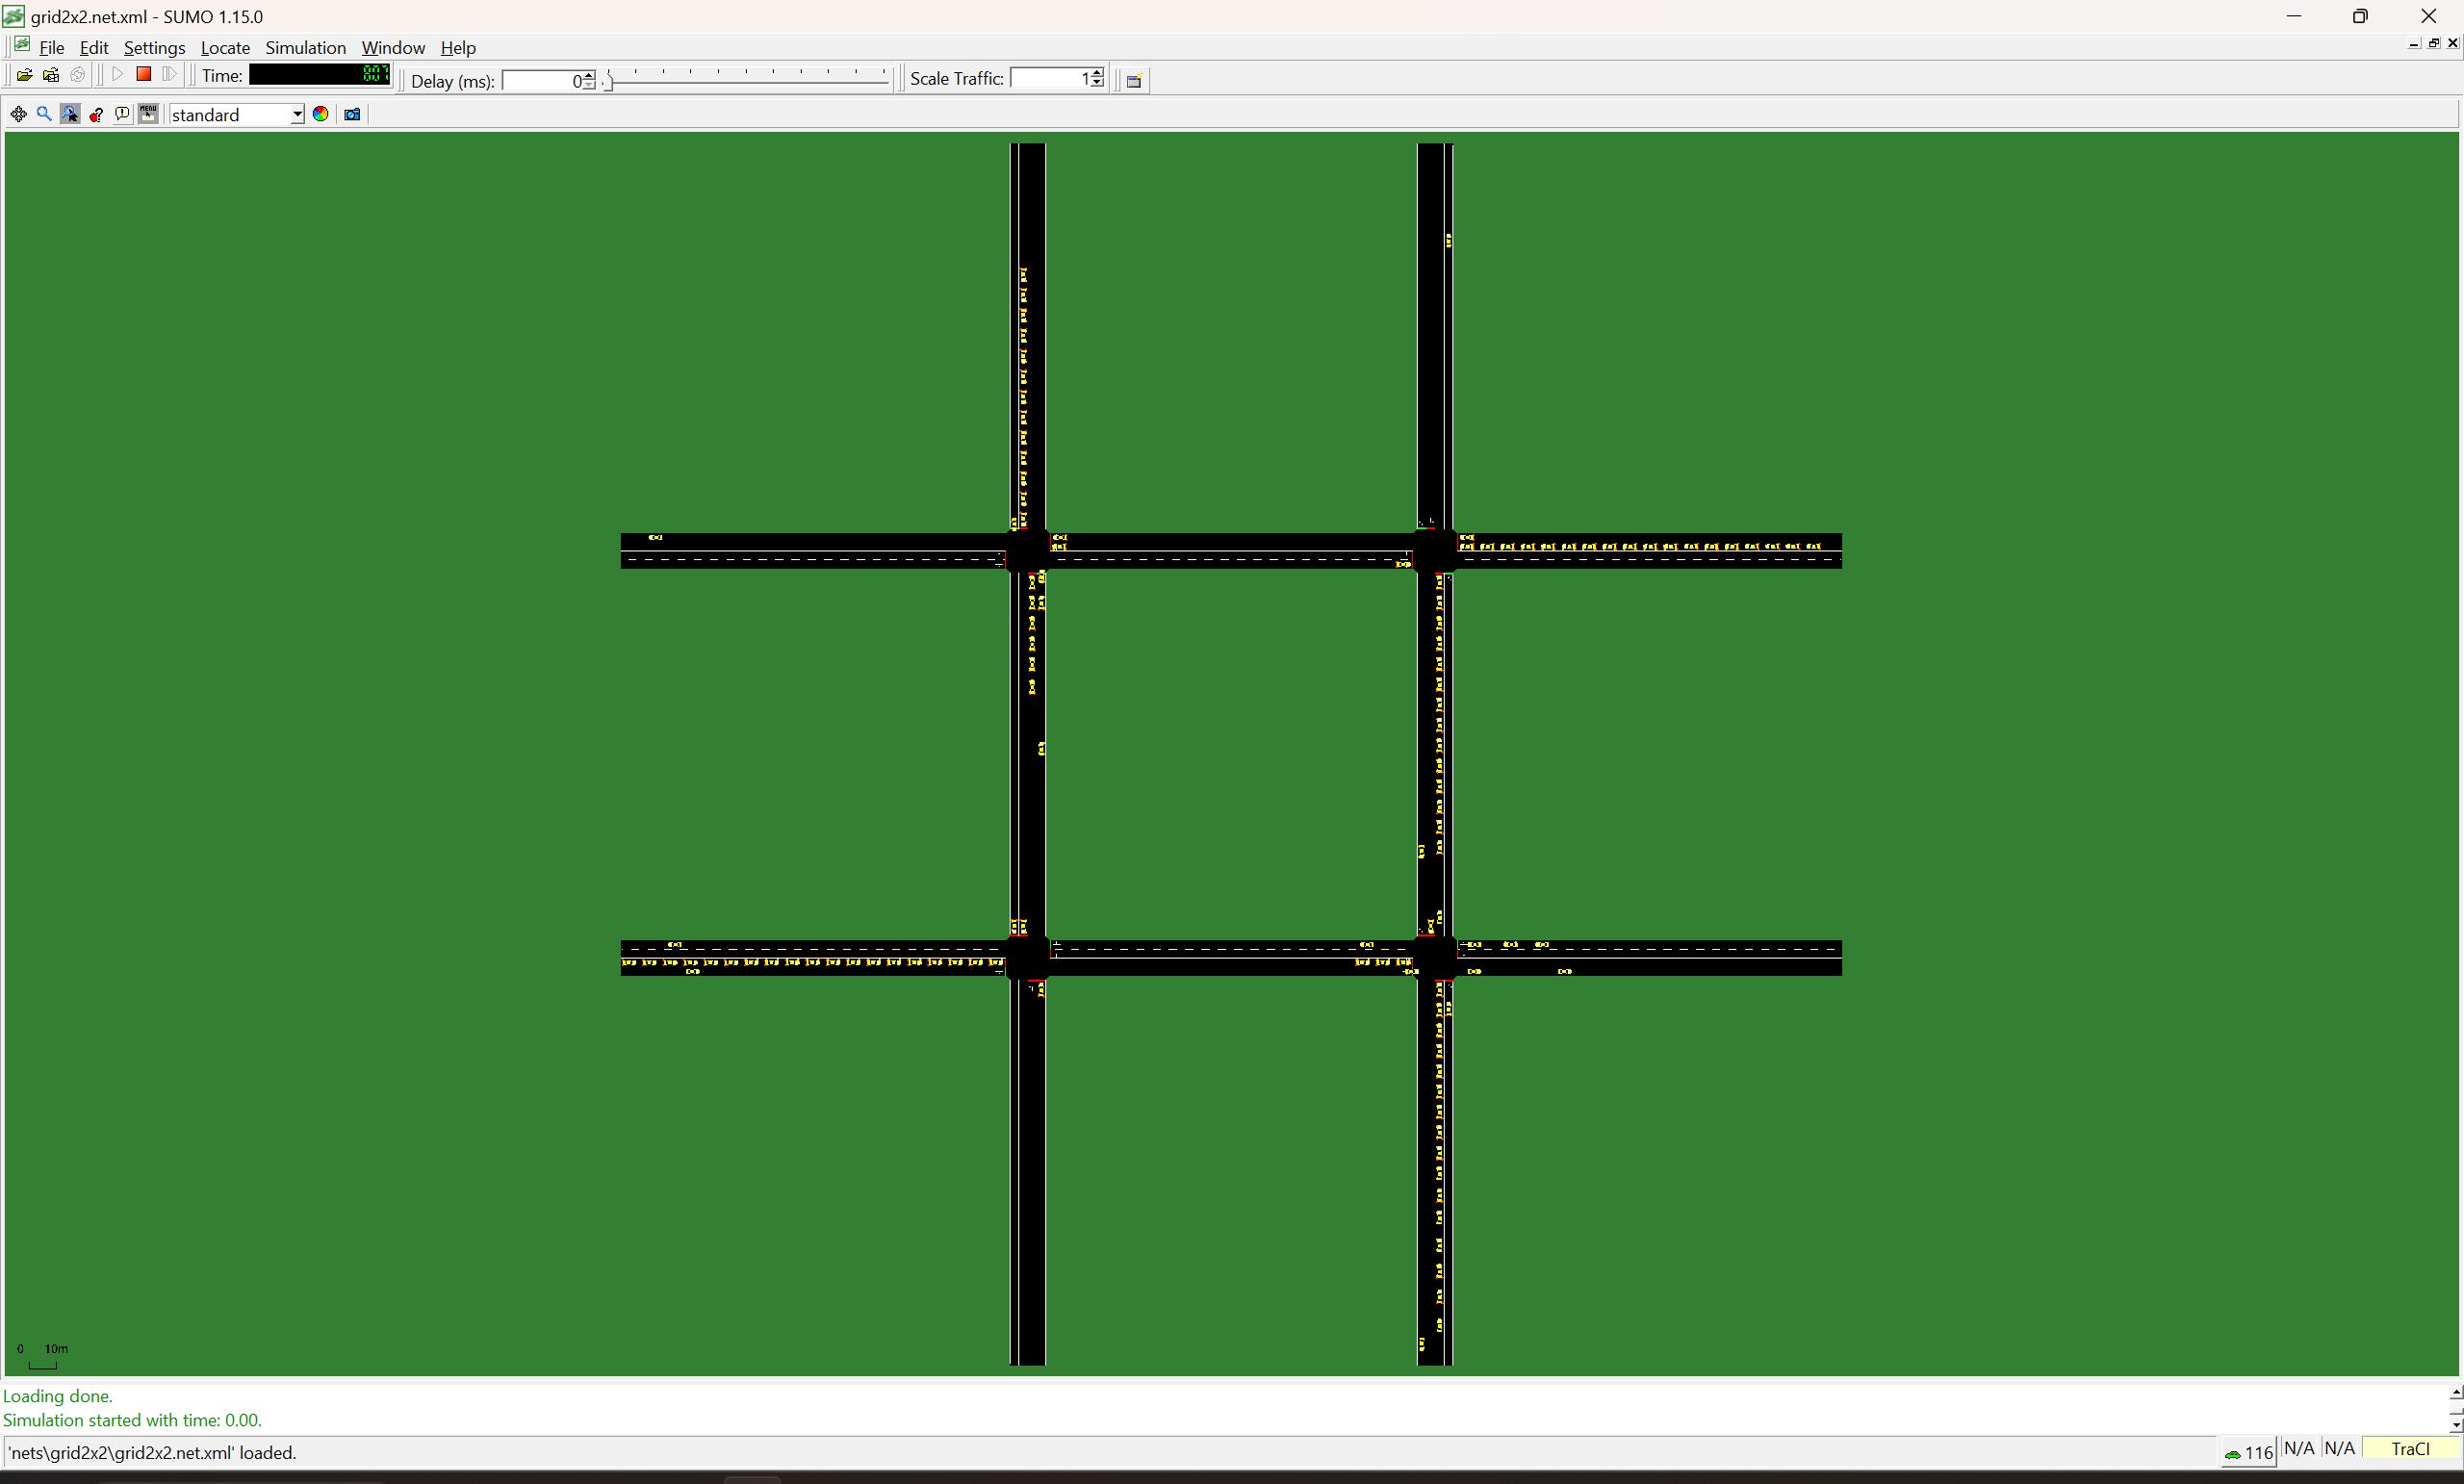 grid2x2.net.xml - SUMO 1.15.0
File Edit Settings Locate Simulation Window Help
Time: 807 Delay (ms): 0 Scale Traffic: 1
MENU standard
0 10m
Loading done.
Simulation started with time: 0.00.
'nets\grid2x2\grid2x2.net.xml' loaded. 116 N/A N/A TraCI